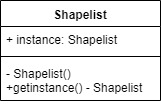 Shapelist
+ instance: Shapelist
- Shapelist()
+getinstance() - Shapelist